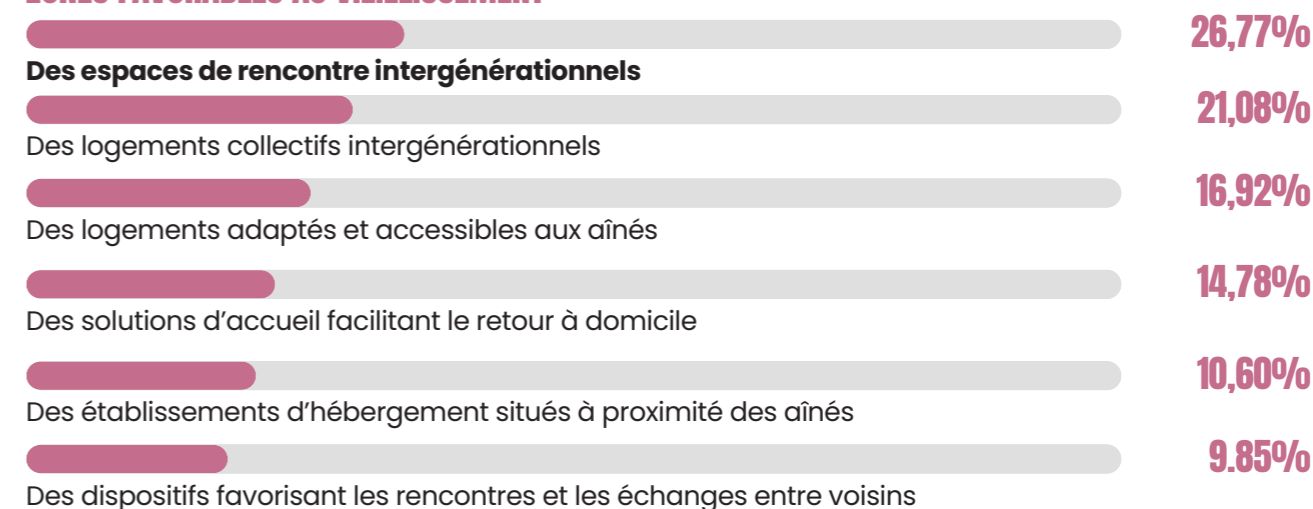 26,77%
Des espaces de rencontre intergénérationnels
21,08%
Des logements collectifs intergénérationnels
16,92%
Des logements adaptés et accessibles aux aînés
14,78%
Des solutions d’accueil facilitant le retour à domicile
10,60%
Des établissements d’hébergement situés à proximité des aînés
9.85%
Des dispositifs favorisant les rencontres et les échanges entre voisins